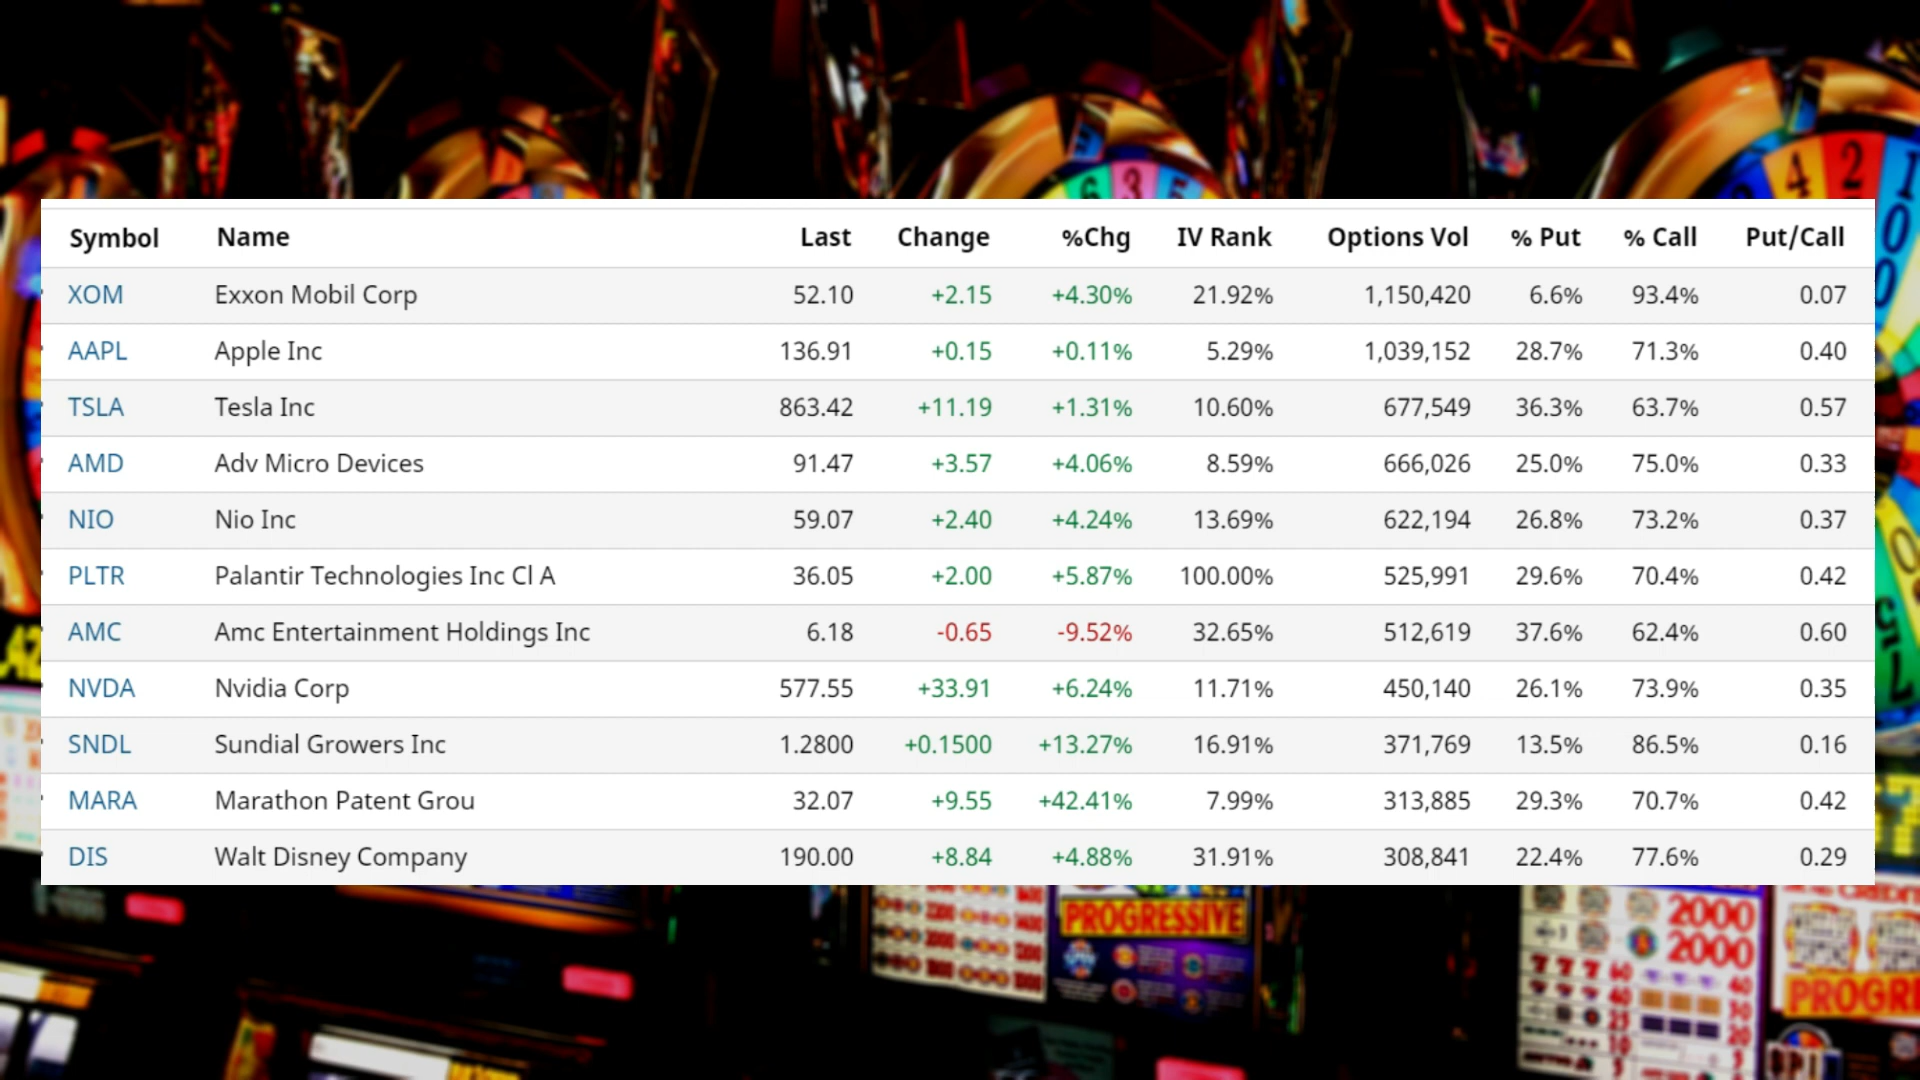 Symbol Name Last Change %Chg IV Rank Options Vol % Put % Call Put/Call
XOM Exxon Mobil Corp 52.10 +2.15 +4.30% 21.92% 1,150,420 6.6% 93.4% 0.07
AAPL Apple Inc 136.91 +0.15 +0.11% 5.29% 1,039,152 28.7% 71.3% 0.40
TSLA Tesla Inc 863.42 +11.19 +1.31% 10.60% 677,549 36.3% 63.7% 0.57
AMD Adv Micro Devices 91.47 +3.57 +4.06% 8.59% 666,026 25.0% 75.0% 0.33
NIO Nio Inc 59.07 +2.40 +4.24% 13.69% 622,194 26.8% 73.2% 0.37
PLTR Palantir Technologies Inc Cl A 36.05 +2.00 +5.87% 100.00% 525,991 29.6% 70.4% 0.42
AMC Amc Entertainment Holdings Inc 6.18 -0.65 -9.52% 32.65% 512,619 37.6% 62.4% 0.60
NVDA Nvidia Corp 577.55 +33.91 +6.24% 11.71% 450,140 26.1% 73.9% 0.35
SNDL Sundial Growers Inc 1.2800 +0.1500 +13.27% 16.91% 371,769 13.5% 86.5% 0.16
MARA Marathon Patent Grou 32.07 +9.55 +42.41% 7.99% 313,885 29.3% 70.7% 0.42
DIS Walt Disney Company 190.00 +8.84 +4.88% 31.91% 308,841 22.4% 77.6% 0.29
PROGRESSIVE
2000
2000